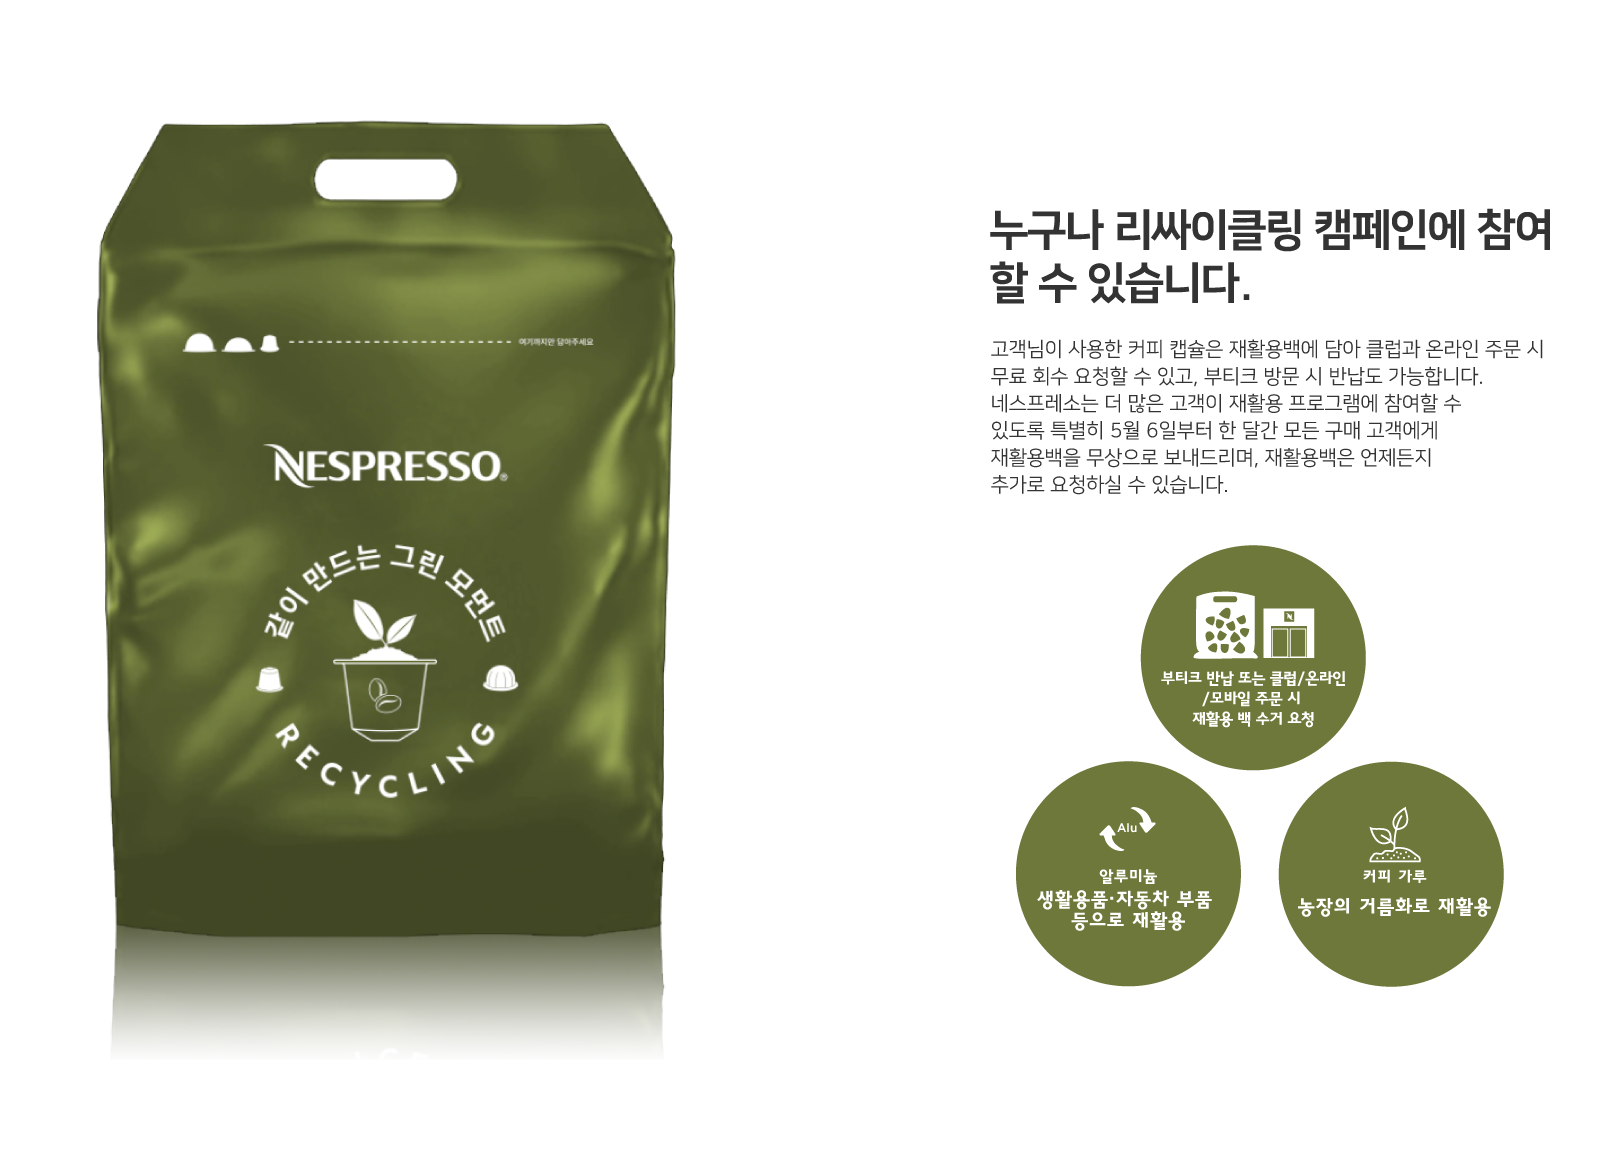 여기까지만 담아주세요
NESPRESSO®
같이 만드는 그린 모먼트
RECYCLING
누구나 리싸이클링 캠페인에 참여
할 수 있습니다.
고객님이 사용한 커피 캡슐은 재활용백에 담아 클럽과 온라인 주문 시
무료 회수 요청할 수 있고, 부티크 방문 시 반납도 가능합니다.
네스프레소는 더 많은 고객이 재활용 프로그램에 참여할 수
있도록 특별히 5월 6일부터 한 달간 모든 구매 고객에게
재활용백을 무상으로 보내드리며, 재활용백은 언제든지
추가로 요청하실 수 있습니다.
N
부티크 반납 또는 클럽/온라인
/모바일 주문 시
재활용 백 수거 요청
Alu
알루미늄
생활용품·자동차 부품
등으로 재활용
커피 가루
농장의 거름화로 재활용